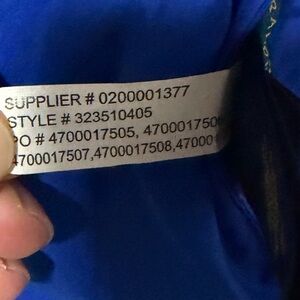 SUPPLIER # 0200001377
STYLE # 323510405
PO # 4700017505,
4700017507,4700017508,